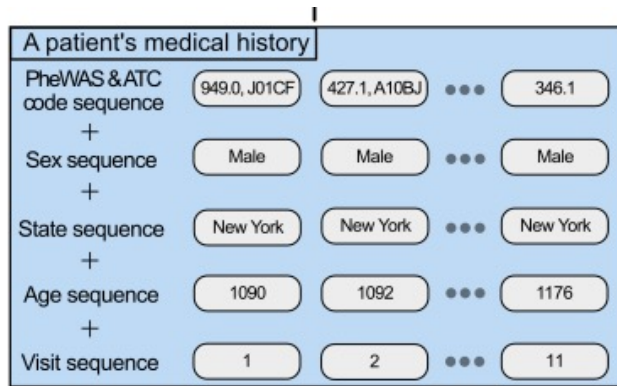 A patient's medical history
PheWAS & ATC
code sequence
949.0, J01CF
427.1, A10BJ
346.1
+
Sex sequence
Male
Male
Male
+
State sequence
New York
New York
New York
+
Age sequence
1090
1092
1176
+
Visit sequence
1
2
11